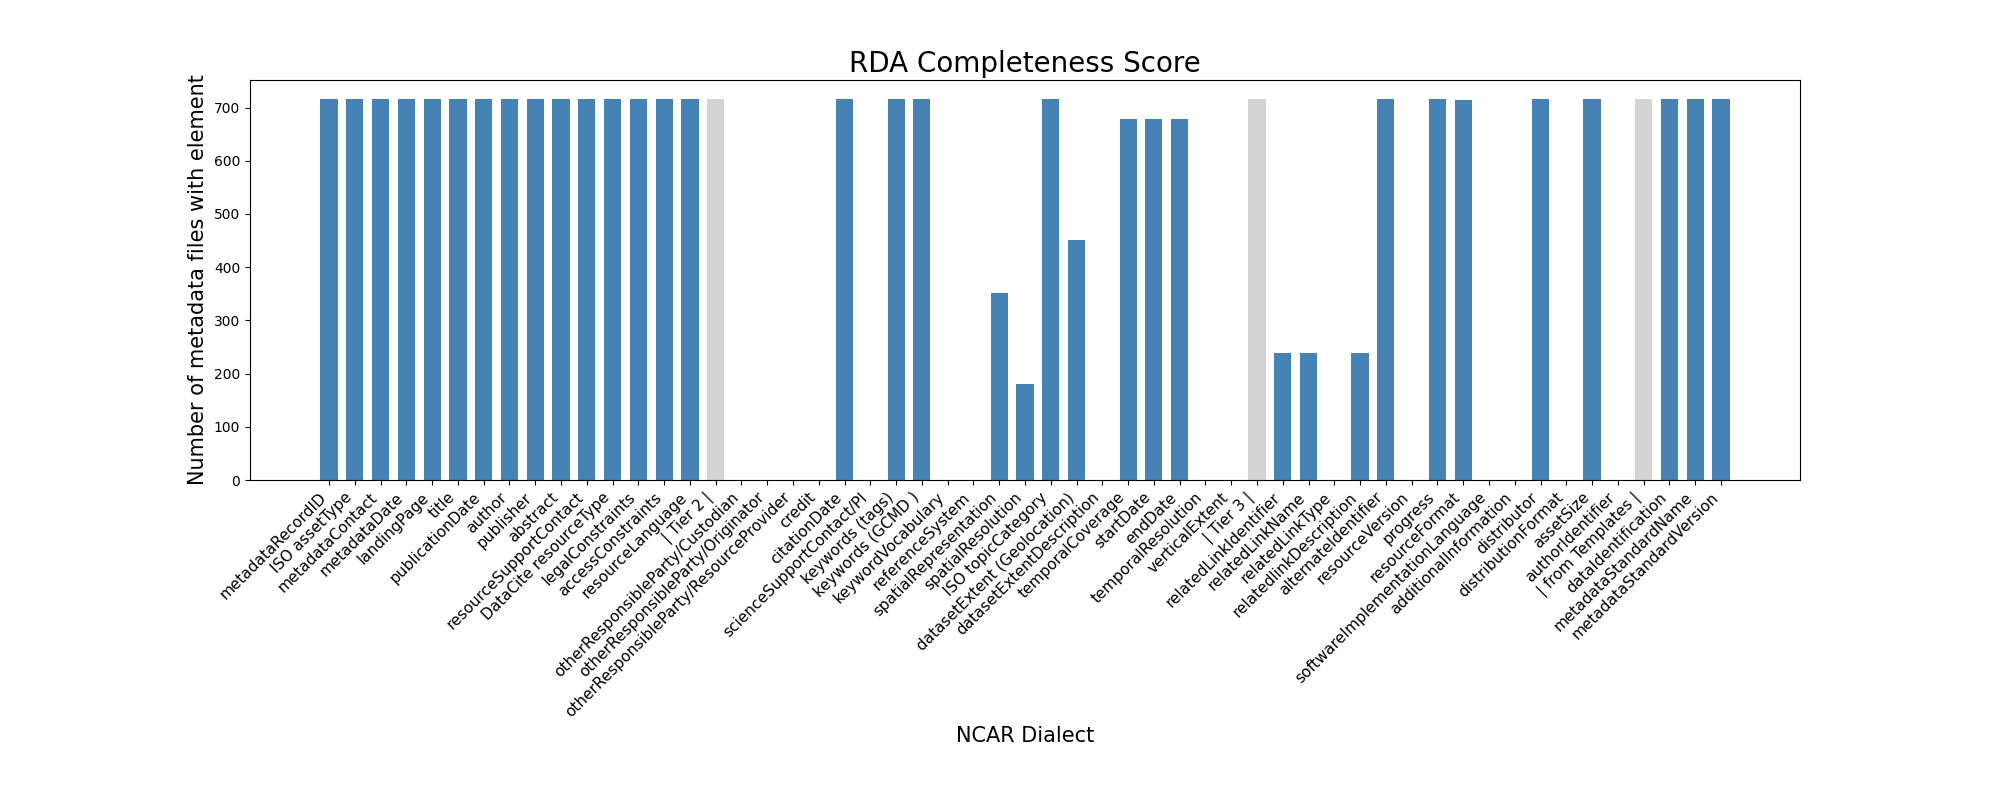 RDA Completeness Score
Number of metadata files with element
700
600
500
400
300
200
100
0
metadataRecordID
ISO assetType
metadataContact
metadataDate
landingPage
title
publicationDate
author
publisher
abstract
resourceSupportContact
DataCite resourceType
legalConstraints
accessConstraints
resourceLanguage
| Tier 2 |
otherResponsibleParty/Custodian
otherResponsibleParty/Originator
otherResponsibleParty/ResourceProvider
credit
citationDate
scienceSupportContact/PI
keywords (tags)
keywords (GCMD )
keywordVocabulary
referenceSystem
spatialRepresentation
spatialResolution
ISO topicCategory
datasetExtent (Geolocation)
datasetExtentDescription
temporalCoverage
startDate
endDate
temporalResolution
verticalExtent
| Tier 3 |
relatedLinkIdentifier
relatedLinkName
relatedLinkType
relatedlinkDescription
alternateIdentifier
resourceVersion
progress
resourceFormat
softwareImplementationLanguage
additionalInformation
distributor
distributionFormat
assetSize
authorIdentifier
| from Templates |
dataIdentification
metadataStandardName
metadataStandardVersion
NCAR Dialect